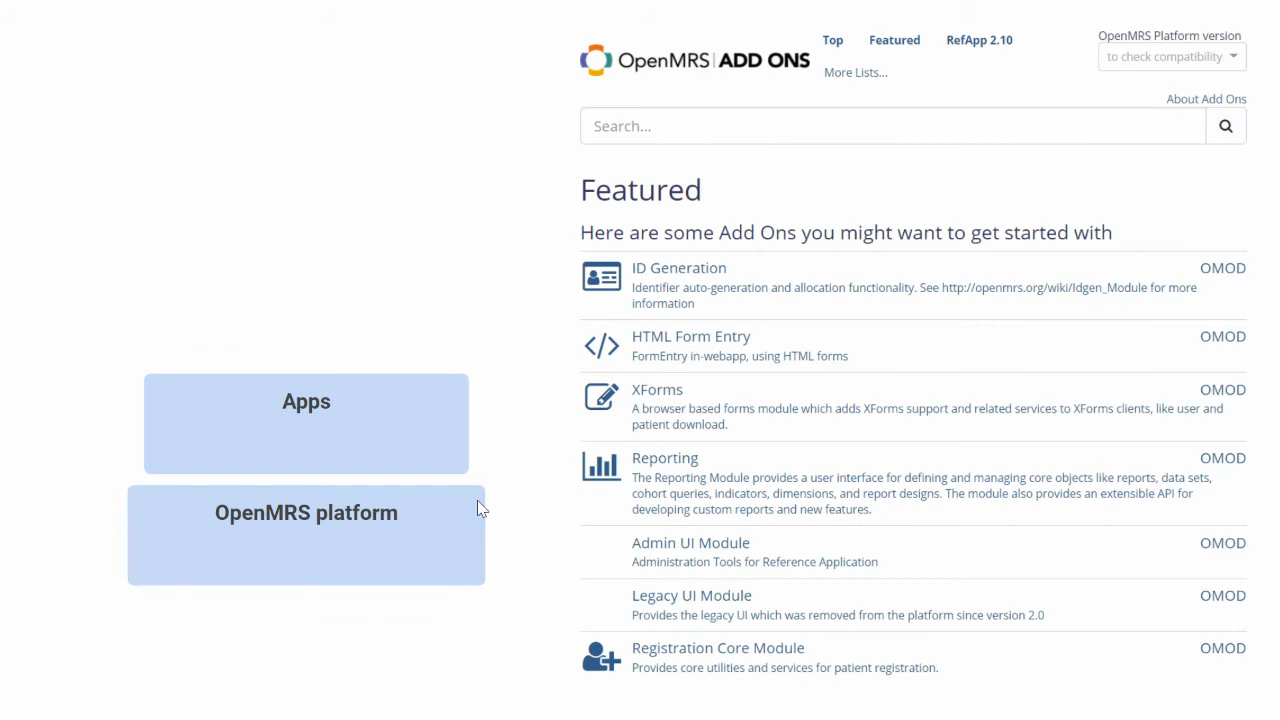 Apps
OpenMRS platform
OpenMRS | ADD ONS
Top Featured RefApp 2.10
More Lists...
OpenMRS Platform version
to check compatibility
About Add Ons
Search...
Featured
Here are some Add Ons you might want to get started with
ID Generation OMOD
Identifier auto-generation and allocation functionality. See http://openmrs.org/wiki/Idgen_Module for more
information
HTML Form Entry OMOD
FormEntry in-webapp, using HTML forms
XForms OMOD
A browser based forms module which adds XForms support and related services to XForms clients, like user and
patient download.
Reporting OMOD
The Reporting Module provides a user interface for defining and managing core objects like reports, data sets,
cohort queries, indicators, dimensions, and report designs. The module also provides an extensible API for
developing custom reports and new features.
Admin UI Module OMOD
Administration Tools for Reference Application
Legacy UI Module OMOD
Provides the legacy UI which was removed from the platform since version 2.0
Registration Core Module OMOD
Provides core utilities and services for patient registration.